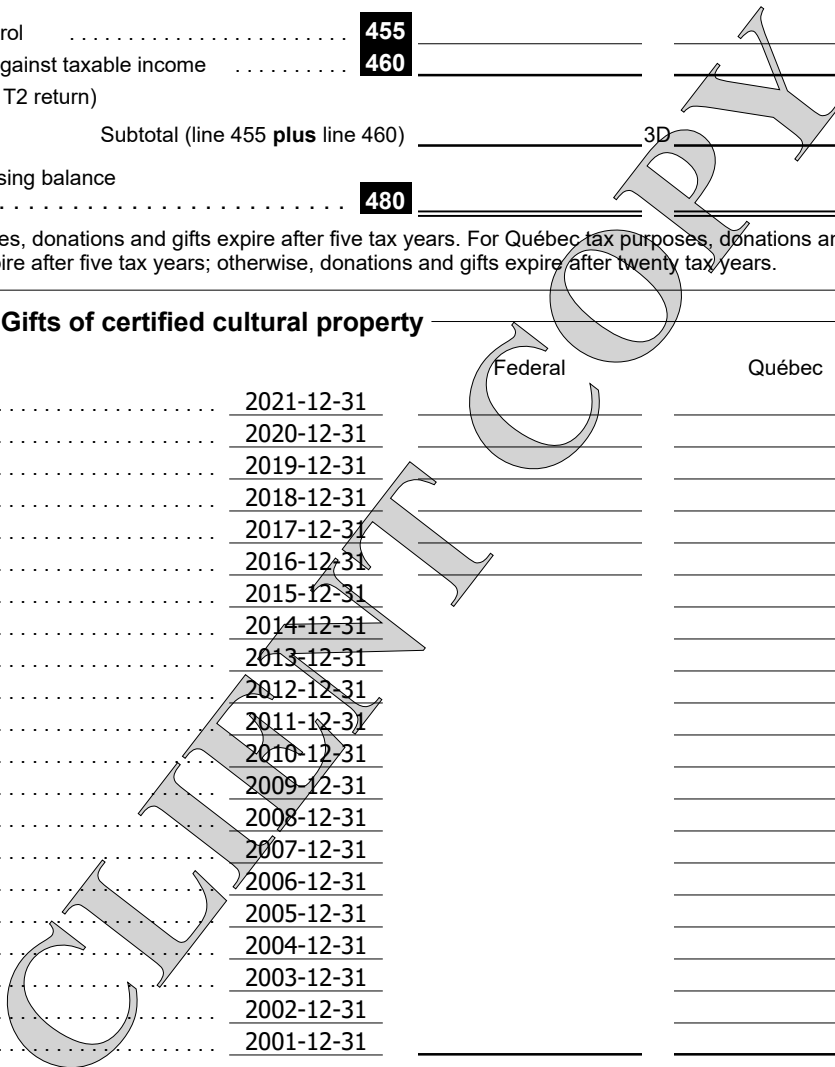 rol ........................ 455
gainst taxable income .......... 460
T2 return)
Subtotal (line 455 plus line 460) 3D
sing balance
........................ 480
es, donations and gifts expire after five tax years. For Québec tax purposes, donations an
pire after five tax years; otherwise, donations and gifts expire after twenty tax years.
Gifts of certified cultural property
Federal Québec
.................. 2021-12-31
.................. 2020-12-31
.................. 2019-12-31
.................. 2018-12-31
.................. 2017-12-31
.................. 2016-12-31
.................. 2015-12-31
.................. 2014-12-31
.................. 2013-12-31
.................. 2012-12-31
.................. 2011-12-31
.................. 2010-12-31
.................. 2009-12-31
.................. 2008-12-31
.................. 2007-12-31
.................. 2006-12-31
.................. 2005-12-31
.................. 2004-12-31
.................. 2003-12-31
.................. 2002-12-31
.................. 2001-12-31
CLIENT COPY